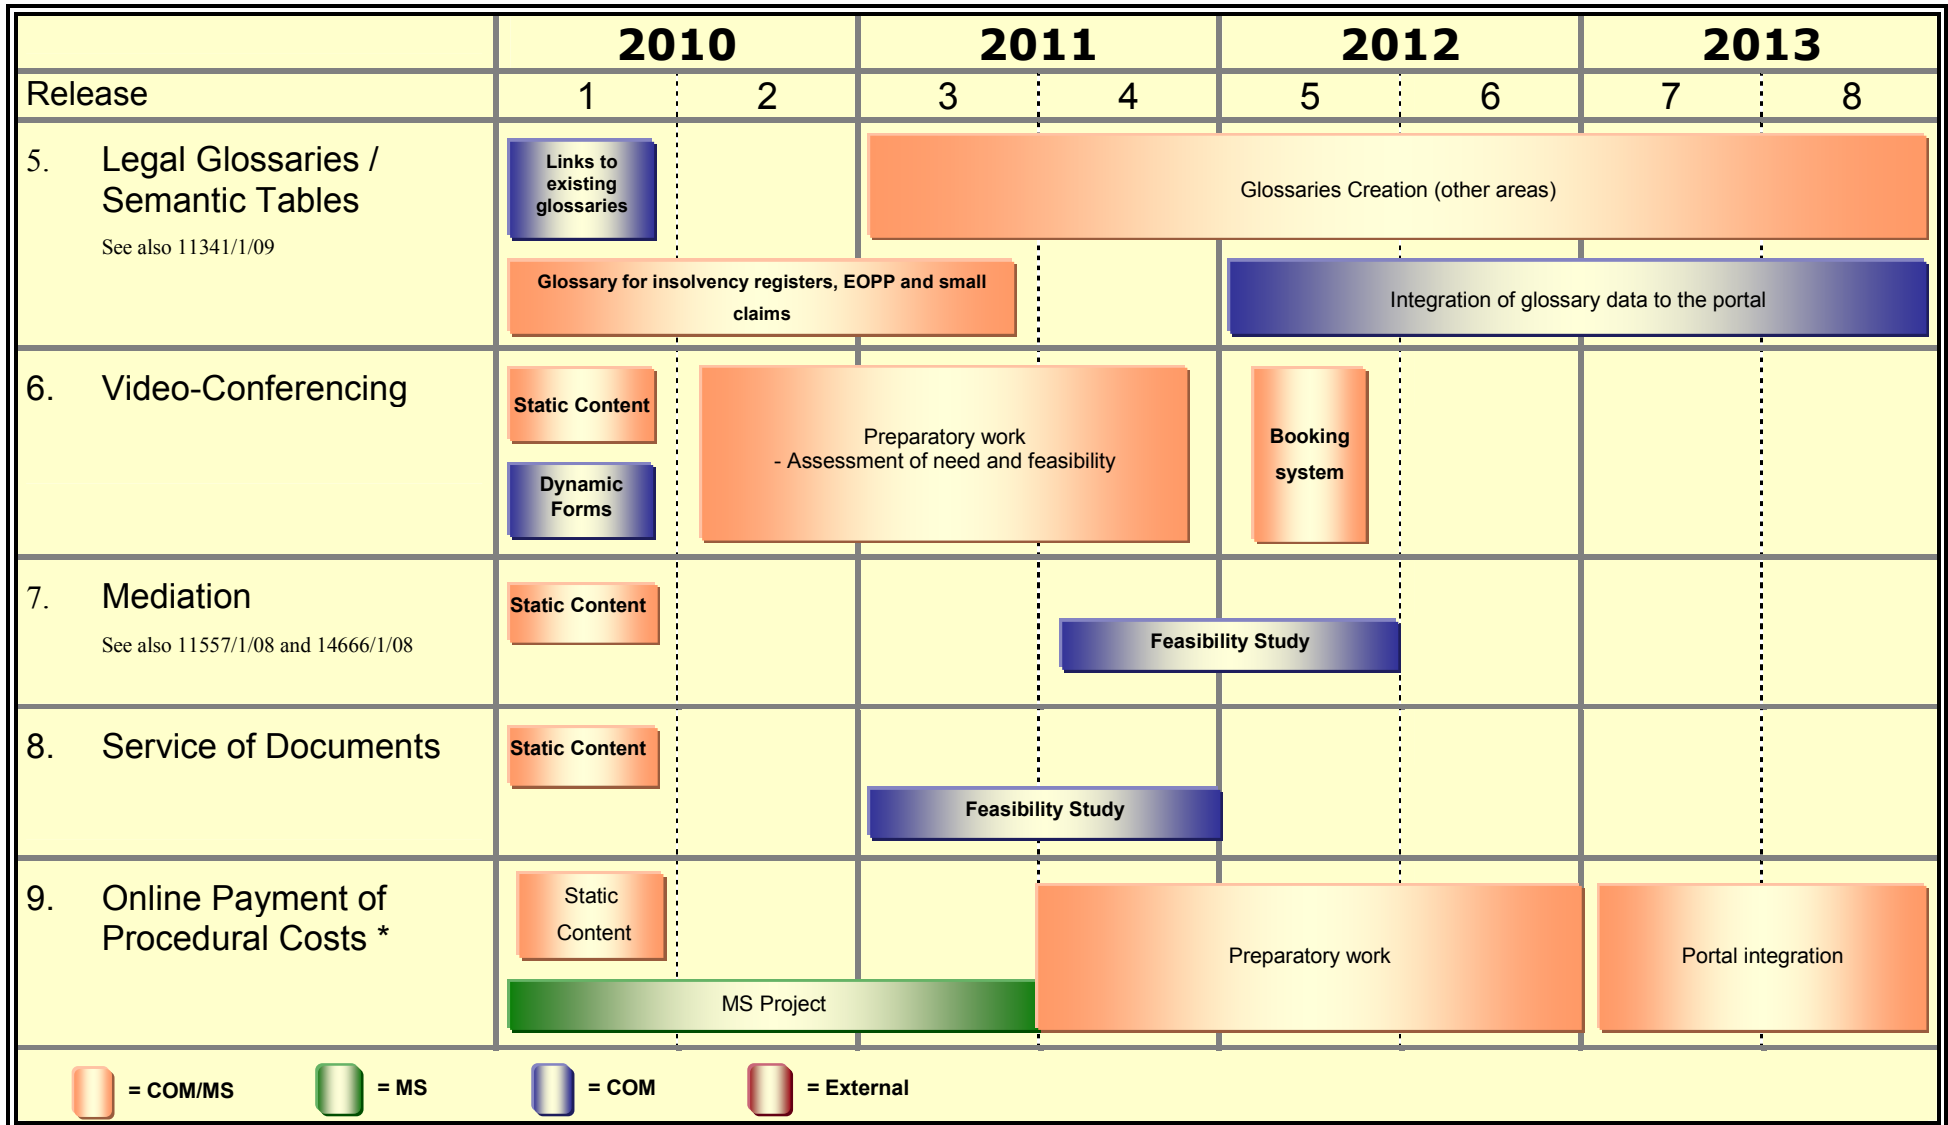 2010 2011 2012 2013
Release 1 2 3 4 5 6 7 8
5. Legal Glossaries /
Semantic Tables
See also 11341/1/09
Links to
existing
glossaries
Glossaries Creation (other areas)
Glossary for insolvency registers, EOPP and small
claims
Integration of glossary data to the portal
6. Video-Conferencing
Static Content
Dynamic
Forms
Preparatory work
- Assessment of need and feasibility
Booking
system
7. Mediation
See also 11557/1/08 and 14666/1/08
Static Content
Feasibility Study
8. Service of Documents
Static Content
Feasibility Study
9. Online Payment of
Procedural Costs *
Static
Content
MS Project
Preparatory work
Portal integration
= COM/MS = MS = COM = External